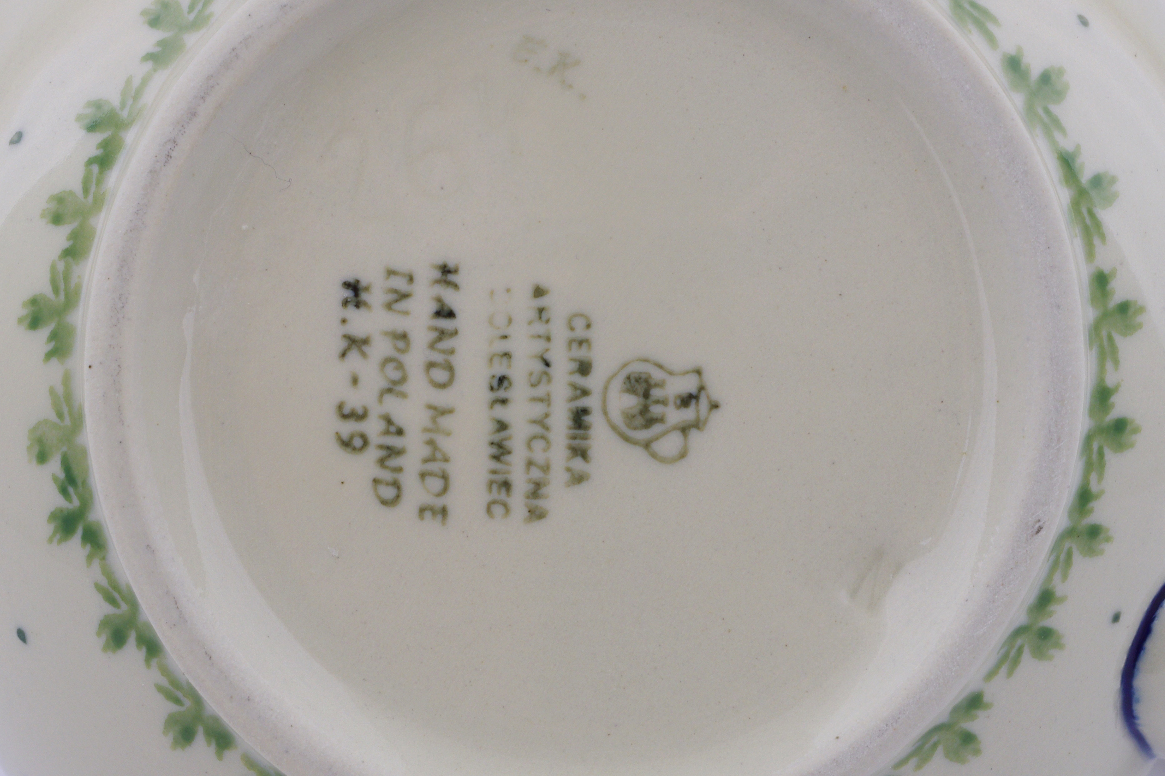 E.K.
CERAMIKA
ARTYSTYCZNA
BOLESŁAWIEC
HAND MADE
IN POLAND
H.K - 39